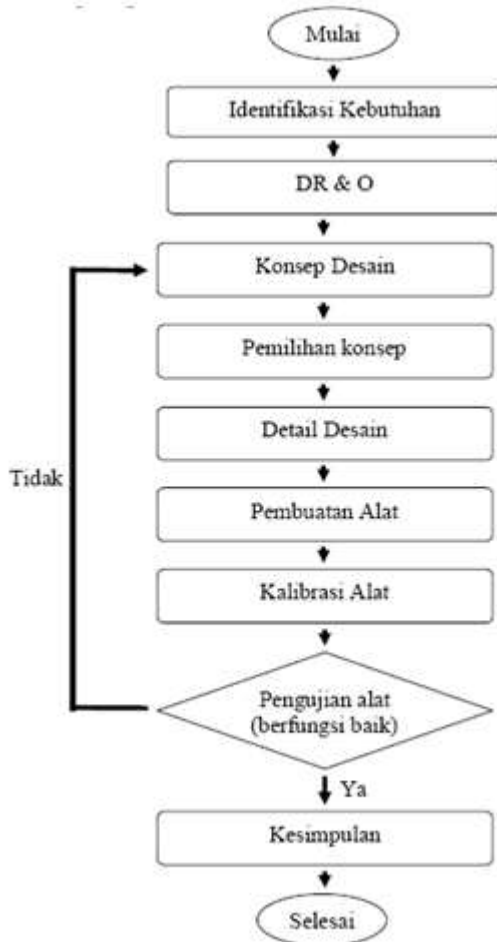 Mulai
Identifikasi Kebutuhan
DR & O
Konsep Desain
Pemilihan konsep
Detail Desain
Tidak
Pembuatan Alat
Kalibrasi Alat
Pengujian alat
(berfungsi baik)
Ya
Kesimpulan
Selesai